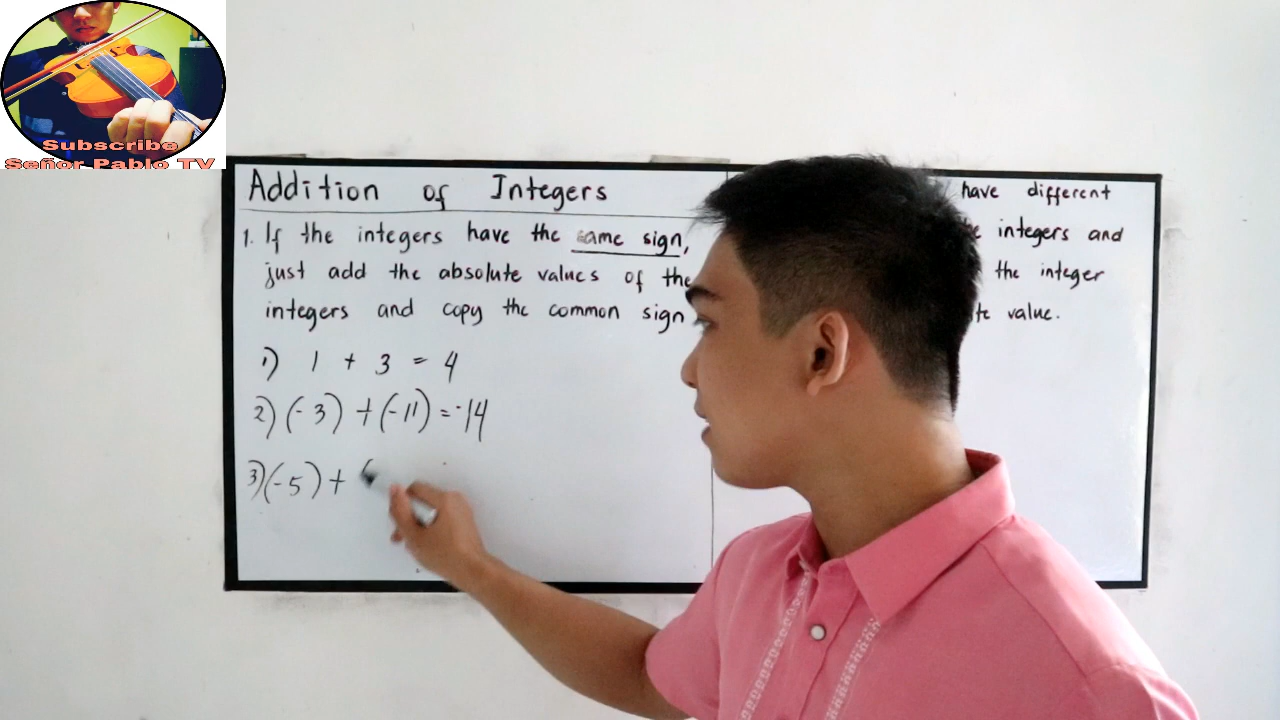 Subscribe
Señor Pablo TV
Addition of Integers
1. If the integers have the same sign,
just add the absolute values of the
integers and copy the common sign
1) 1 + 3 = 4
2) (-3) + (-11) = -14
3) (-5) + (
have different
integers and
the integer
value.